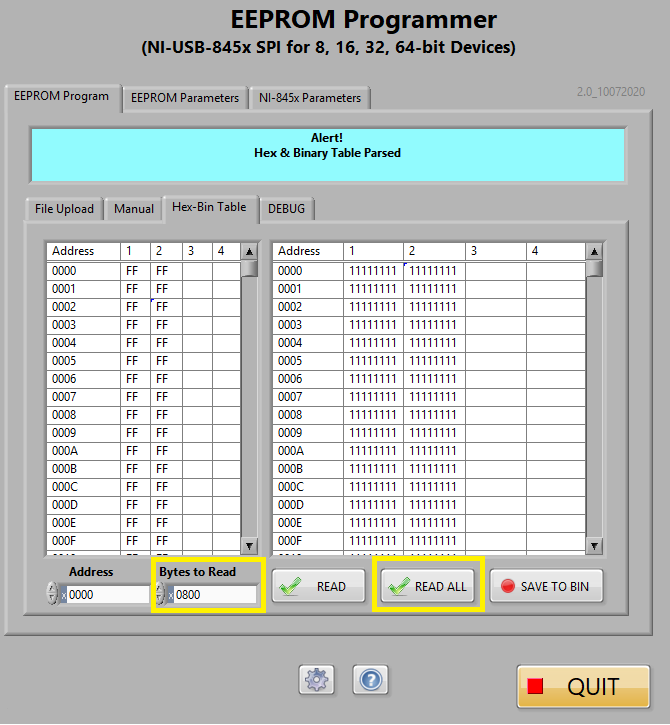 EEPROM Programmer
(NI-USB-845x SPI for 8, 16, 32, 64-bit Devices)
EEPROM Program EEPROM Parameters NI-845x Parameters 2.0_10072020
Alert!
Hex & Binary Table Parsed
File Upload Manual Hex-Bin Table DEBUG
Address 1 2 3 4 Address 1 2 3 4
0000 FF FF 0000 11111111 11111111
0001 FF FF 0001 11111111 11111111
0002 FF FF 0002 11111111 11111111
0003 FF FF 0003 11111111 11111111
0004 FF FF 0004 11111111 11111111
0005 FF FF 0005 11111111 11111111
0006 FF FF 0006 11111111 11111111
0007 FF FF 0007 11111111 11111111
0008 FF FF 0008 11111111 11111111
0009 FF FF 0009 11111111 11111111
000A FF FF 000A 11111111 11111111
000B FF FF 000B 11111111 11111111
000C FF FF 000C 11111111 11111111
000D FF FF 000D 11111111 11111111
000E FF FF 000E 11111111 11111111
000F FF FF 000F 11111111 11111111
Address Bytes to Read
x 0000 x 0800 READ READ ALL SAVE TO BIN
? QUIT